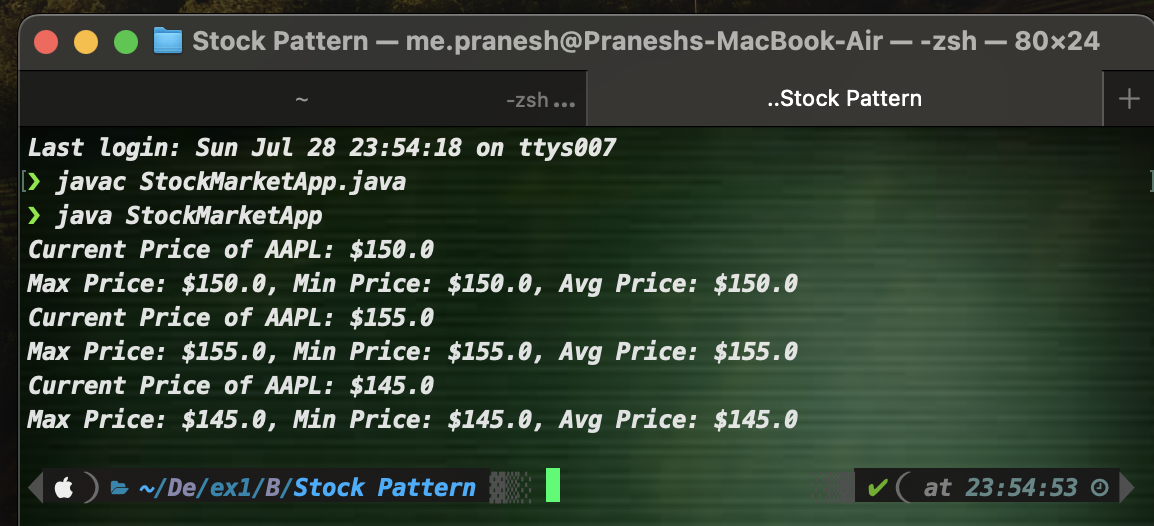 Stock Pattern — me.pranesh@Praneshs-MacBook-Air — -zsh — 80×24
~ -zsh ... ..Stock Pattern +
Last login: Sun Jul 28 23:54:18 on ttys007
[❯ javac StockMarketApp.java ]
❯ java StockMarketApp
Current Price of AAPL: $150.0
Max Price: $150.0, Min Price: $150.0, Avg Price: $150.0
Current Price of AAPL: $155.0
Max Price: $155.0, Min Price: $155.0, Avg Price: $155.0
Current Price of AAPL: $145.0
Max Price: $145.0, Min Price: $145.0, Avg Price: $145.0
~/De/ex1/B/Stock Pattern ✔ at 23:54:53